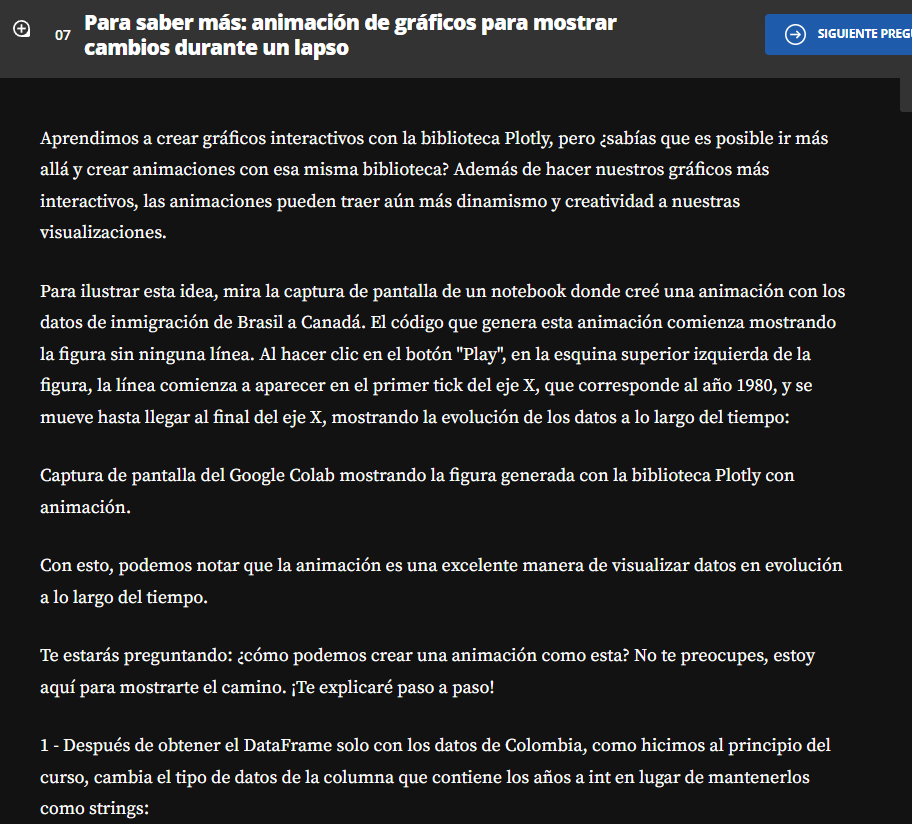 07
Para saber más: animación de gráficos para mostrar
cambios durante un lapso
SIGUIENTE
Aprendimos a crear gráficos interactivos con la biblioteca Plotly, pero ¿sabías que es posible ir más
allá y crear animaciones con esa misma biblioteca? Además de hacer nuestros gráficos más
interactivos, las animaciones pueden traer aún más dinamismo y creatividad a nuestras
visualizaciones.
Para ilustrar esta idea, mira la captura de pantalla de un notebook donde creé una animación con los
datos de inmigración de Brasil a Canadá. El código que genera esta animación comienza mostrando
la figura sin ninguna línea. Al hacer clic en el botón "Play", en la esquina superior izquierda de la
figura, la línea comienza a aparecer en el primer tick del eje X, que corresponde al año 1980, y se
mueve hasta llegar al final del eje X, mostrando la evolución de los datos a lo largo del tiempo:
Captura de pantalla del Google Colab mostrando la figura generada con la biblioteca Plotly con
animación.
Con esto, podemos notar que la animación es una excelente manera de visualizar datos en evolución
a lo largo del tiempo.
Te estarás preguntando: ¿cómo podemos crear una animación como esta? No te preocupes, estoy
aquí para mostrarte el camino. ¡Te explicaré paso a paso!
1 - Después de obtener el DataFrame solo con los datos de Colombia, como hicimos al principio del
curso, cambia el tipo de datos de la columna que contiene los años a int en lugar de mantenerlos
como strings: